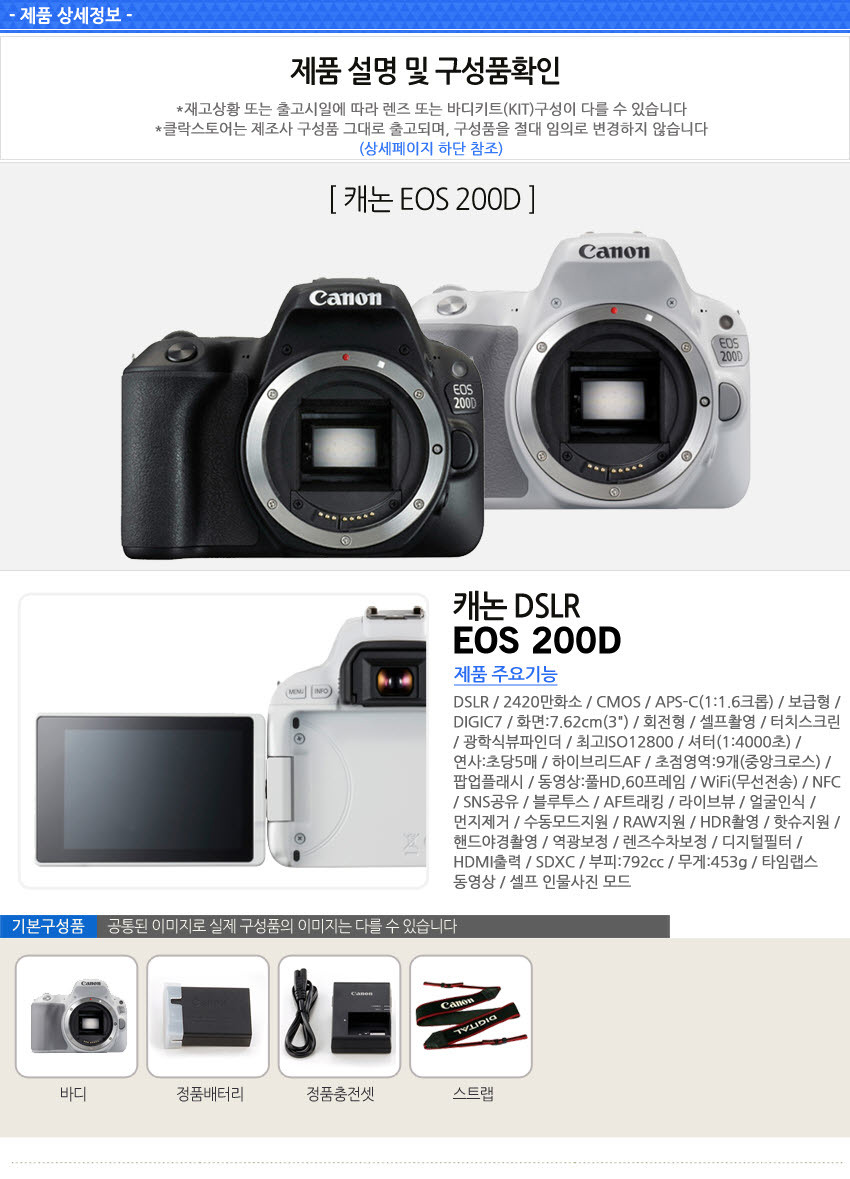 - 제품 상세정보 -
제품 설명 및 구성품확인
*재고상황 또는 출고시일에 따라 렌즈 또는 바디키트(KIT)구성이 다를 수 있습니다
*클락스토어는 제조사 구성품 그대로 출고되며, 구성품을 절대 임의로 변경하지 않습니다
(상세페이지 하단 참조)
[ 캐논 EOS 200D ]
Canon
EOS
200D
Canon
EOS
200D
MENU INFO
캐논 DSLR
EOS 200D
제품 주요기능
DSLR / 2420만화소 / CMOS / APS-C(1:1.6크롭) / 보급형 /
DIGIC7 / 화면:7.62cm(3") / 회전형 / 셀프촬영 / 터치스크린
/ 광학식뷰파인더 / 최고ISO12800 / 셔터(1:4000초) /
연사:초당5매 / 하이브리드AF / 초점영역:9개(중앙크로스) /
팝업플래시 / 동영상:풀HD,60프레임 / WiFi(무선전송) / NFC
/ SNS공유 / 블루투스 / AF트래킹 / 라이브뷰 / 얼굴인식 /
먼지제거 / 수동모드지원 / RAW지원 / HDR촬영 / 핫슈지원 /
핸드야경촬영 / 역광보정 / 렌즈수차보정 / 디지털필터 /
HDMI출력 / SDXC / 부피:792cc / 무게:453g / 타임랩스
동영상 / 셀프 인물사진 모드
기본구성품 공통된 이미지로 실제 구성품의 이미지는 다를 수 있습니다
Canon
Canon
Canon
Canon
DIGITAL
바디
정품배터리
정품충전셋
스트랩